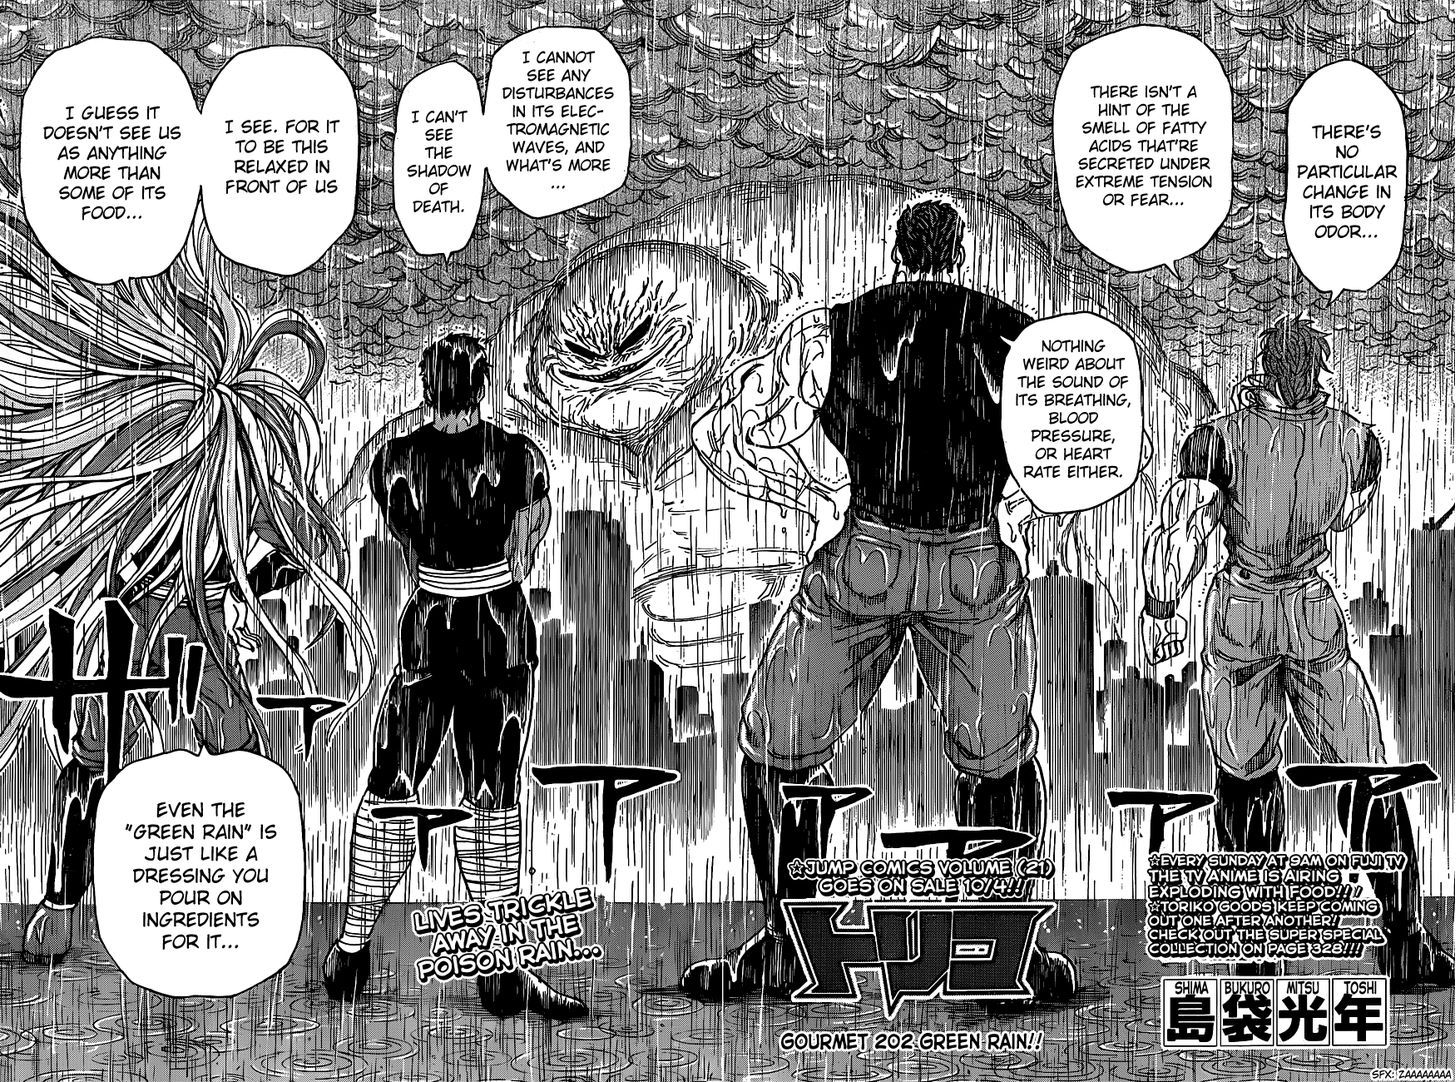 THERE'S
NO
PARTICULAR
CHANGE IN
ITS BODY
ODOR...
THERE ISN'T A
HINT OF THE
SMELL OF FATTY
ACIDS THAT'RE
SECRETED UNDER
EXTREME TENSION
OR FEAR...
NOTHING
WEIRD ABOUT
THE SOUND OF
ITS BREATHING,
BLOOD
PRESSURE,
OR HEART
RATE EITHER.
I CANNOT
SEE ANY
DISTURBANCES
IN ITS ELEC-
TROMAGNETIC
WAVES, AND
WHAT'S MORE
...
I CAN'T
SEE
THE
SHADOW
OF
DEATH.
I SEE. FOR IT
TO BE THIS
RELAXED IN
FRONT OF US
I GUESS IT
DOESN'T SEE US
AS ANYTHING
MORE THAN
SOME OF ITS
FOOD...
EVEN THE
"GREEN RAIN" IS
JUST LIKE A
DRESSING YOU
POUR ON
INGREDIENTS
FOR IT...
ザ゛
ア
ア
ア
ア
ア
ア
ア
LIVES TRICKLE
AWAY IN THE
POISON RAIN...
☆JUMP COMICS VOLUME (21)
GOES ON SALE 10/4!!
トリコ
GOURMET 202 GREEN RAIN!!
☆EVERY SUNDAY AT 9AM ON FUJI TV
THE TV ANIME IS AIRING
EXPLODING WITH FOOD!!
☆TORIKO GOODS KEEP COMING
OUT ONE AFTER ANOTHER!
CHECK OUT THE SUPER SPECIAL
COLLECTION ON PAGE 328!!!
SHIMA BUKURO MITSU TOSHI
島袋光年
SFX: ZAAAAAAAA